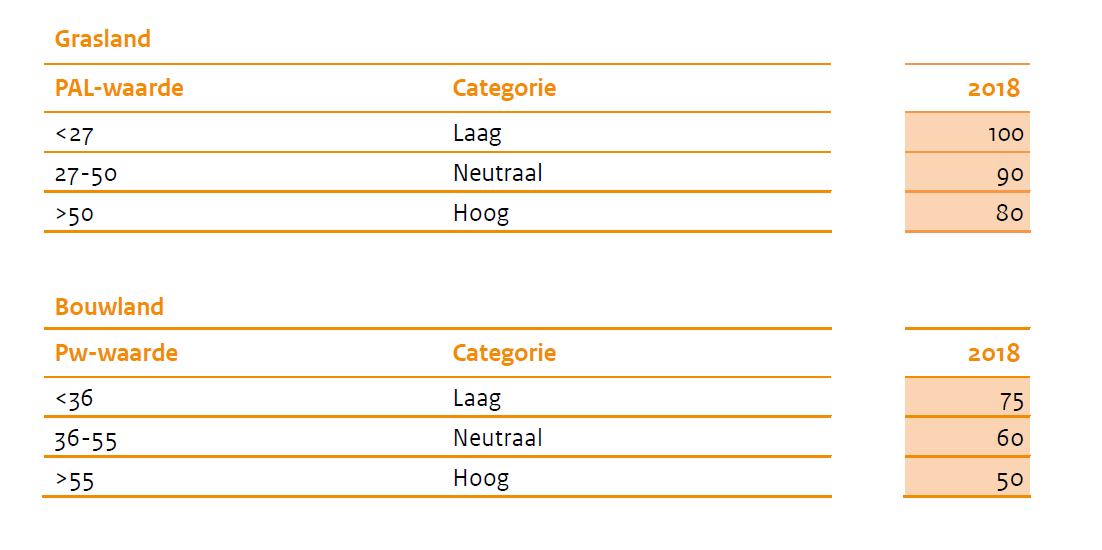 Grasland
PAL-waarde Categorie 2018
<27 Laag 100
27-50 Neutraal 90
>50 Hoog 80
Bouwland
Pw-waarde Categorie 2018
<36 Laag 75
36-55 Neutraal 60
>55 Hoog 50